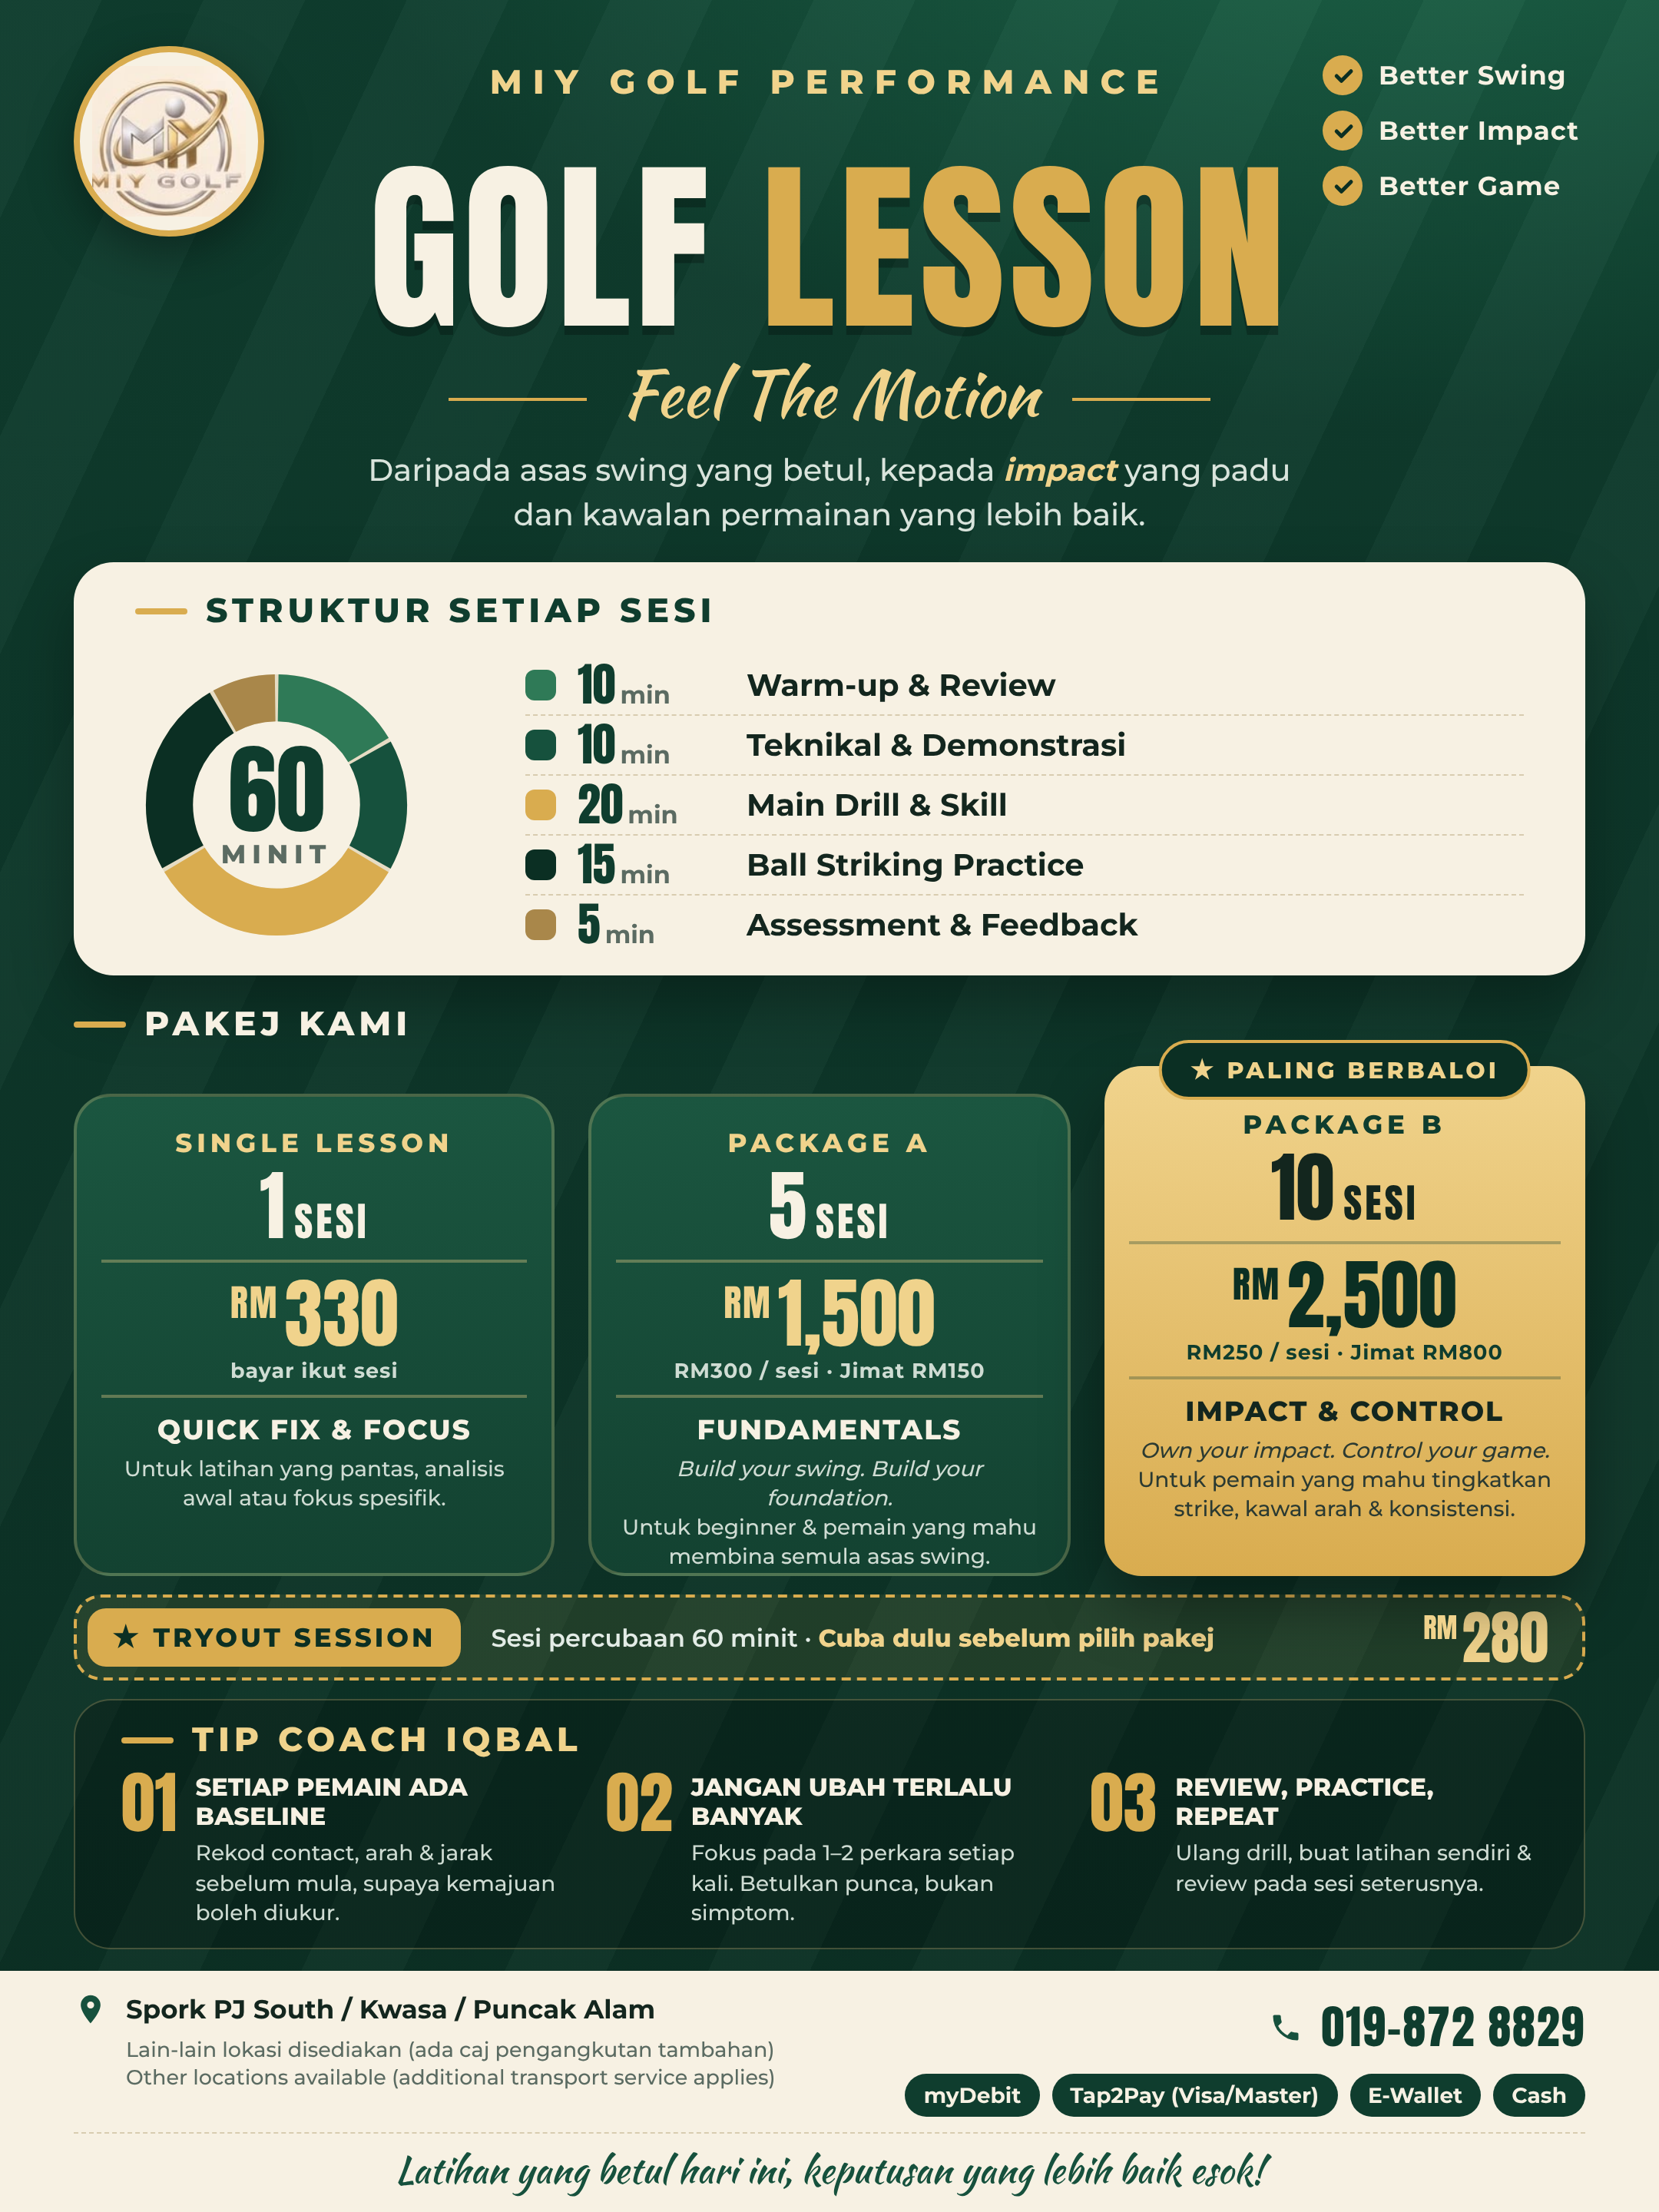 MIY GOLF
MIY GOLF PERFORMANCE
Better Swing
Better Impact
Better Game
GOLF LESSON
Feel The Motion
Daripada asas swing yang betul, kepada impact yang padu
dan kawalan permainan yang lebih baik.
STRUKTUR SETIAP SESI
60
MINIT
10 min Warm-up & Review
10 min Teknikal & Demonstrasi
20 min Main Drill & Skill
15 min Ball Striking Practice
5 min Assessment & Feedback
PAKEJ KAMI
SINGLE LESSON
1 SESI
RM 330
bayar ikut sesi
QUICK FIX & FOCUS
Untuk latihan yang pantas, analisis
awal atau fokus spesifik.
PACKAGE A
5 SESI
RM 1,500
RM300 / sesi · Jimat RM150
FUNDAMENTALS
Build your swing. Build your
foundation.
Untuk beginner & pemain yang mahu
membina semula asas swing.
★ PALING BERBALOI
PACKAGE B
10 SESI
RM 2,500
RM250 / sesi · Jimat RM800
IMPACT & CONTROL
Own your impact. Control your game.
Untuk pemain yang mahu tingkatkan
strike, kawal arah & konsistensi.
★ TRYOUT SESSION
Sesi percubaan 60 minit · Cuba dulu sebelum pilih pakej
RM 280
TIP COACH IQBAL
01
SETIAP PEMAIN ADA
BASELINE
Rekod contact, arah & jarak
sebelum mula, supaya kemajuan
boleh diukur.
02
JANGAN UBAH TERLALU
BANYAK
Fokus pada 1–2 perkara setiap
kali. Betulkan punca, bukan
simptom.
03
REVIEW, PRACTICE,
REPEAT
Ulang drill, buat latihan sendiri &
review pada sesi seterusnya.
Spork PJ South / Kwasa / Puncak Alam
Lain-lain lokasi disediakan (ada caj pengangkutan tambahan)
Other locations available (additional transport service applies)
019-872 8829
myDebit
Tap2Pay (Visa/Master)
E-Wallet
Cash
Latihan yang betul hari ini, keputusan yang lebih baik esok!